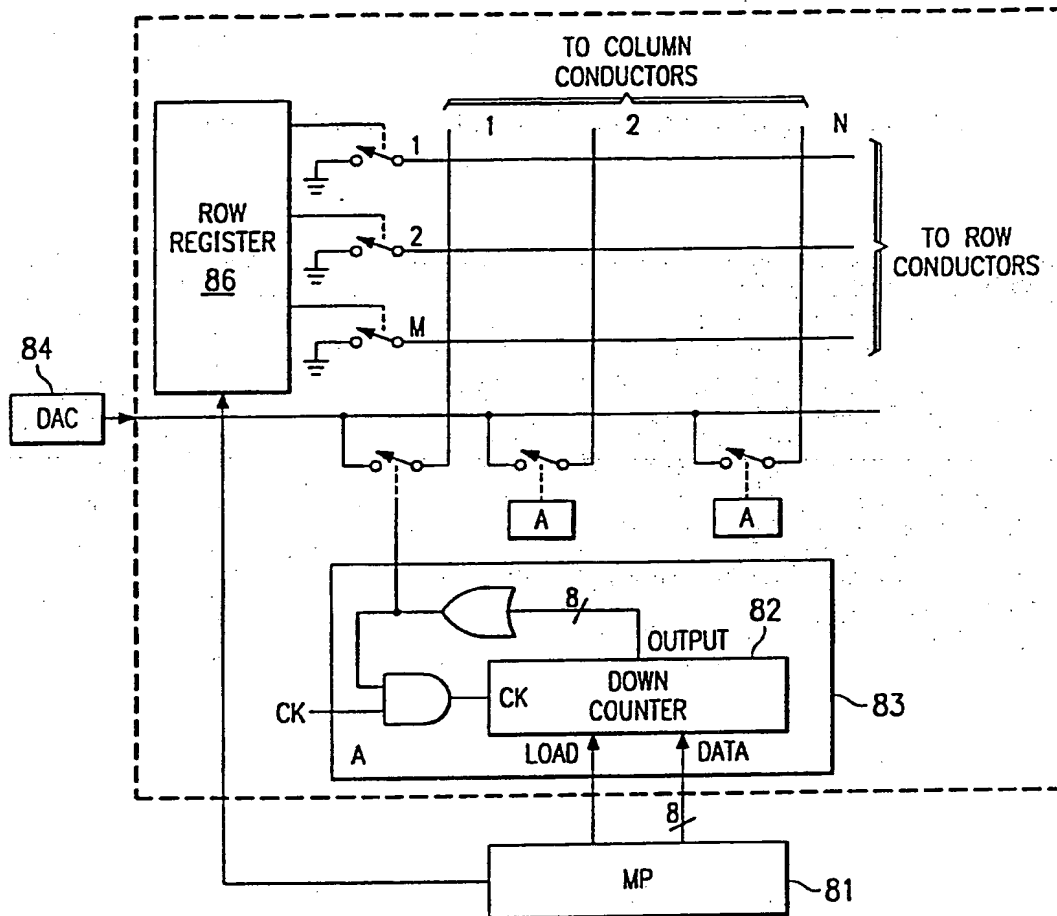 TO COLUMN
CONDUCTORS
1
2
N
1
ROW
REGISTER
86
2
TO ROW
CONDUCTORS
M
84
DAC
A
A
8
OUTPUT
82
CK
CK
DOWN
COUNTER
83
A
LOAD
DATA
8
MP
81